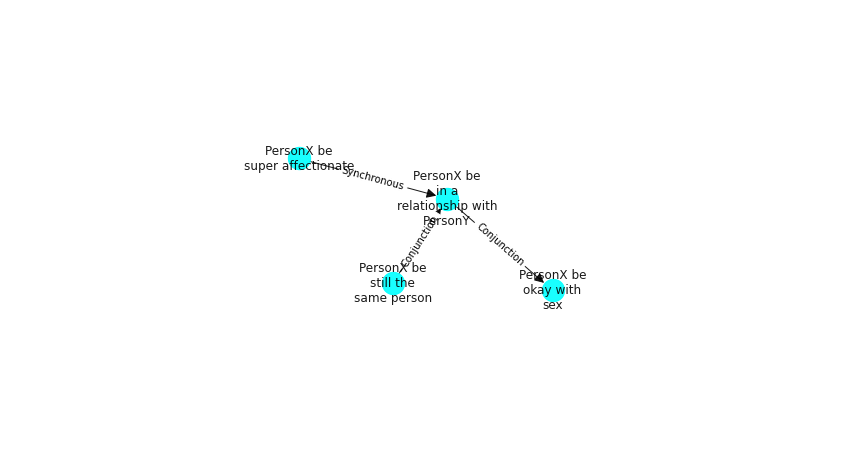 PersonX be
super affectionate
Synchronous
PersonX be
in a
relationship with
PersonY
Conjunction
Conjunction
PersonX be
still the
same person
PersonX be
okay with
sex